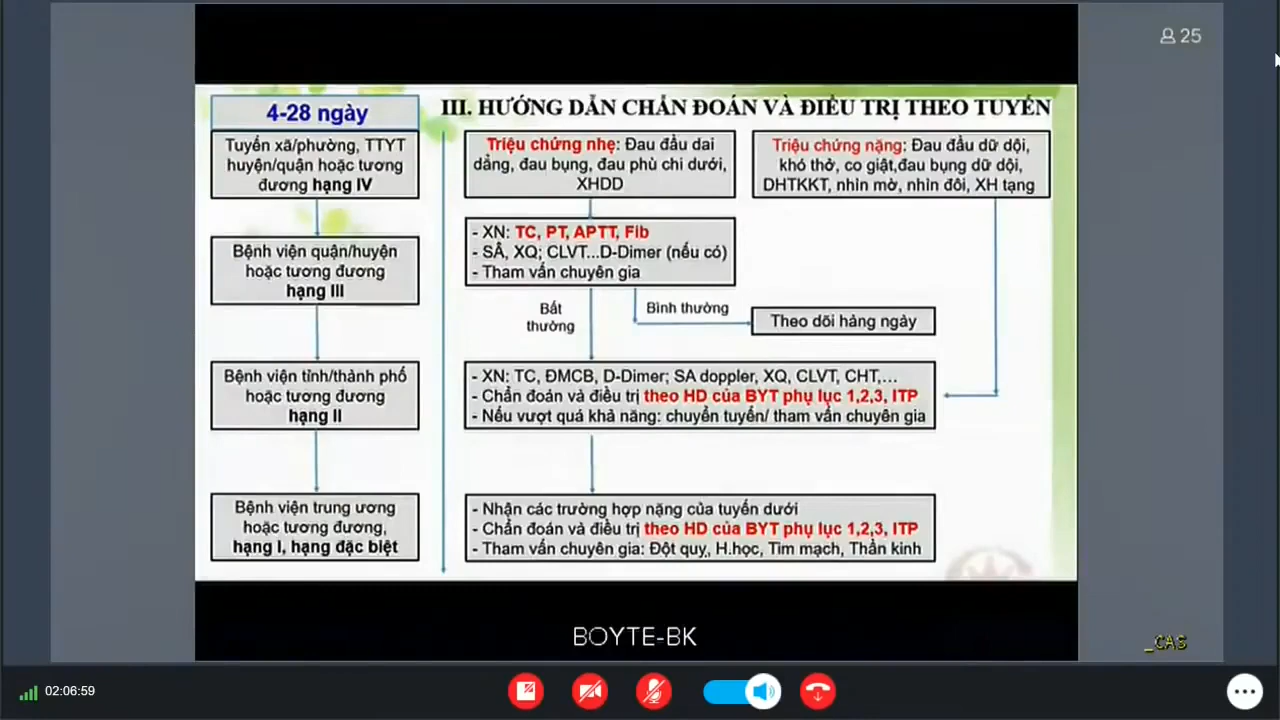 25
4-28 ngày
III. HƯỚNG DẪN CHẨN ĐOÁN VÀ ĐIỀU TRỊ THEO TUYẾN
Tuyến xã/phường, TTYT
huyện/quận hoặc tương
đương hạng IV
Triệu chứng nhẹ: Đau đầu dai
dẳng, đau bụng, đau phù chi dưới,
XHDD
Triệu chứng nặng: Đau đầu dữ dội,
khó thở, co giật,đau bụng dữ dội,
DHTKKT, nhìn mờ, nhìn đôi, XH tạng
Bệnh viện quận/huyện
hoặc tương đương
hạng III
- XN: TC, PT, APTT, Fib
- SÂ, XQ; CLVT...D-Dimer (nếu có)
- Tham vấn chuyên gia
Bất
thường
Bình thường
Theo dõi hàng ngày
Bệnh viện tỉnh/thành phố
hoặc tương đương
hạng II
- XN: TC, ĐMCB, D-Dimer; SA doppler, XQ, CLVT, CHT,...
- Chẩn đoán và điều trị theo HD của BYT phụ lục 1,2,3, ITP
- Nếu vượt quá khả năng: chuyển tuyến/ tham vấn chuyên gia
Bệnh viện trung ương
hoặc tương đương,
hạng I, hạng đặc biệt
- Nhận các trường hợp nặng của tuyến dưới
- Chẩn đoán và điều trị theo HD của BYT phụ lục 1,2,3, ITP
- Tham vấn chuyên gia: Đột quỵ, H.học, Tim mạch, Thần kinh
BOYTE-BK
_CAS
02:06:59